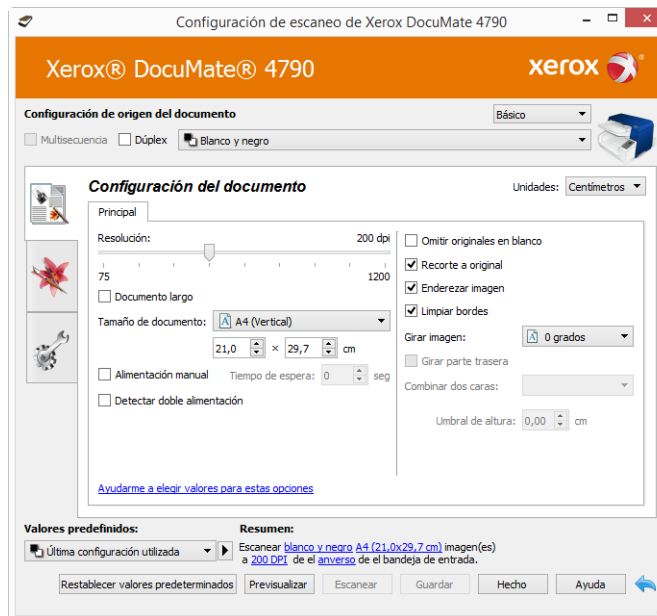 Configuración de escaneo de Xerox DocuMate 4790
Xerox® DocuMate® 4790
xerox
Configuración de origen del documento
Básico
Multisecuencia
Dúplex
Blanco y negro
Configuración del documento
Unidades: Centímetros
Principal
Resolución: 200 dpi
75 1200
Documento largo
Tamaño de documento: A4 (Vertical)
21,0 × 29,7 cm
Alimentación manual Tiempo de espera: 0 seg
Detectar doble alimentación
Omitir originales en blanco
Recorte a original
Enderezar imagen
Limpiar bordes
Girar imagen: 0 grados
Girar parte trasera
Combinar dos caras:
Umbral de altura: 0,00 cm
Ayudarme a elegir valores para estas opciones
Valores predefinidos:
Última configuración utilizada
Resumen:
Escanear blanco y negro A4 (21,0x29,7 cm) imagen(es)
a 200 DPI de el anverso de el bandeja de entrada.
Restablecer valores predeterminados
Previsualizar
Escanear
Guardar
Hecho
Ayuda